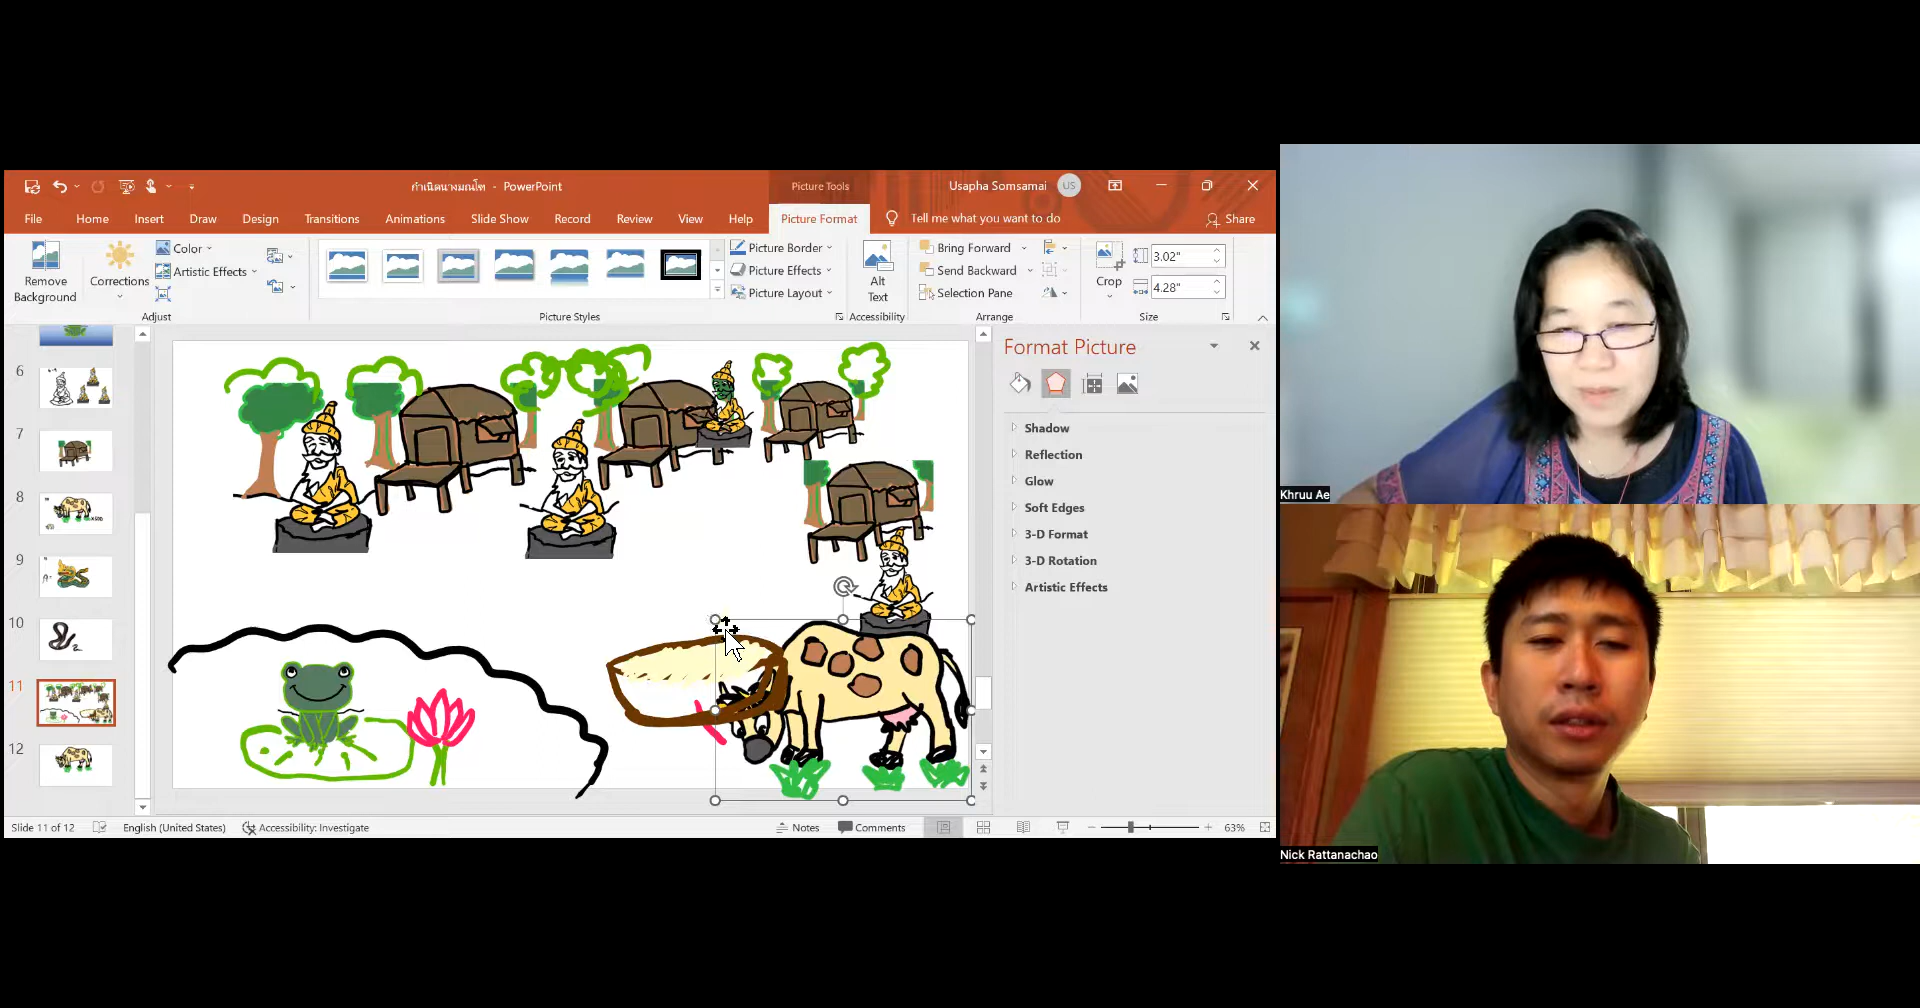 กำเนิดนางมณโฑ - PowerPoint
Picture Tools
Usapha Somsamai
US
File Home Insert Draw Design Transitions Animations Slide Show Record Review View Help Picture Format Tell me what you want to do Share
Remove Background
Corrections
Color
Artistic Effects
Adjust
Picture Styles
Picture Border
Picture Effects
Picture Layout
Alt Text
Accessibility
Bring Forward
Send Backward
Selection Pane
Arrange
Crop
3.02"
4.28"
Size
6
7
8
9
10
11
12
Format Picture
Shadow
Reflection
Glow
Soft Edges
3-D Format
3-D Rotation
Artistic Effects
Slide 11 of 12 English (United States) Accessibility: Investigate Notes Comments 63%
Khruu Ae
Nick Rattanachao